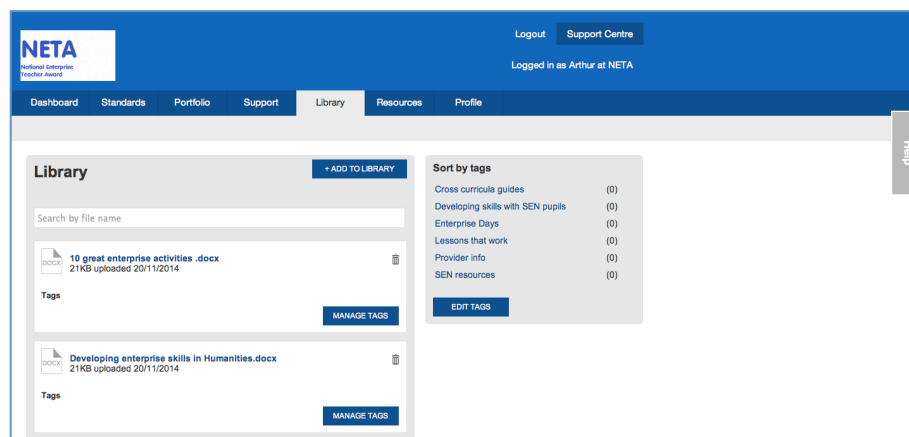 NETA
National Enterprise
Teacher Award
Logout Support Centre
Logged in as Arthur at NETA
Dashboard Standards Portfolio Support Library Resources Profile
Help
Library
+ ADD TO LIBRARY
Search by file name
DOCX
10 great enterprise activities .docx
21KB uploaded 20/11/2014
Tags
MANAGE TAGS
DOCX
Developing enterprise skills in Humanities.docx
21KB uploaded 20/11/2014
Tags
MANAGE TAGS
Sort by tags
Cross curricula guides (0)
Developing skills with SEN pupils (0)
Enterprise Days (0)
Lessons that work (0)
Provider info (0)
SEN resources (0)
EDIT TAGS